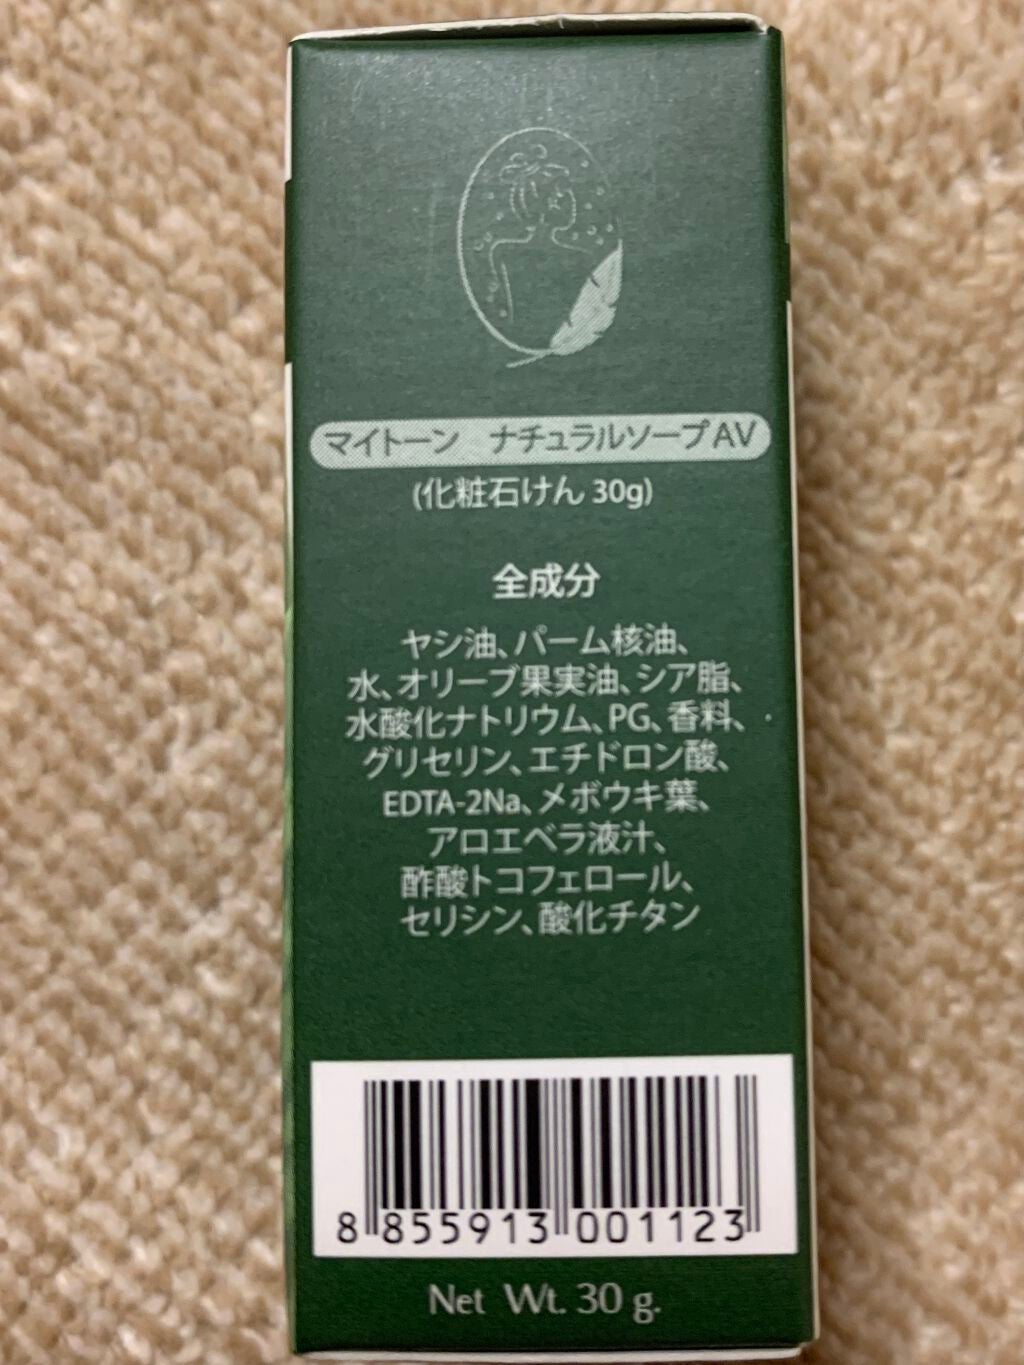 マイトーン　ナチュラルソープAV
(化粧石けん 30g)
全成分
ヤシ油、パーム核油、
水、オリーブ果実油、シア脂、
水酸化ナトリウム、PG、香料、
グリセリン、エチドロン酸、
EDTA-2Na、メボウキ葉、
アロエベラ液汁、
酢酸トコフェロール、
セリシン、酸化チタン
8 855913 001123
Net Wt. 30 g.